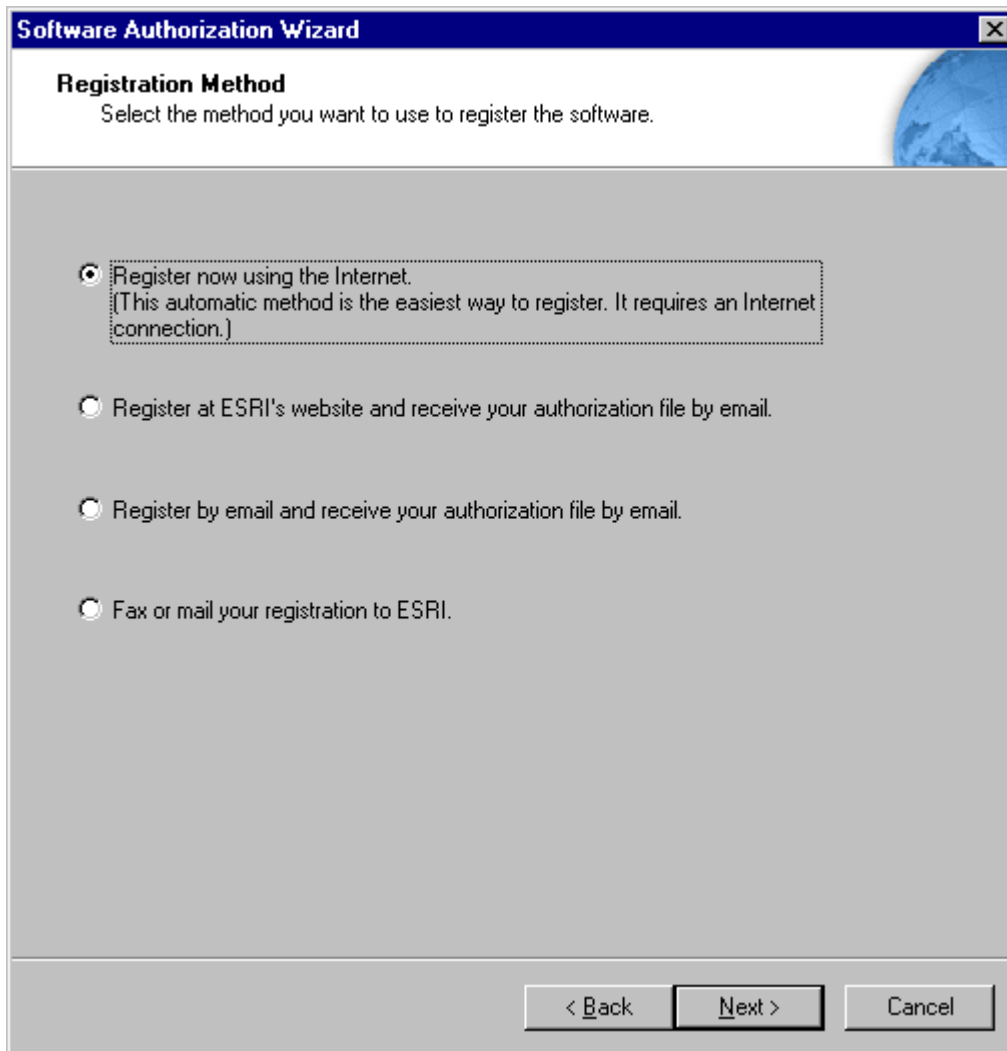 Software Authorization Wizard
Registration Method
Select the method you want to use to register the software.
Register now using the Internet.
(This automatic method is the easiest way to register. It requires an Internet
connection.)
Register at ESRI's website and receive your authorization file by email.
Register by email and receive your authorization file by email.
Fax or mail your registration to ESRI.
< Back Next > Cancel